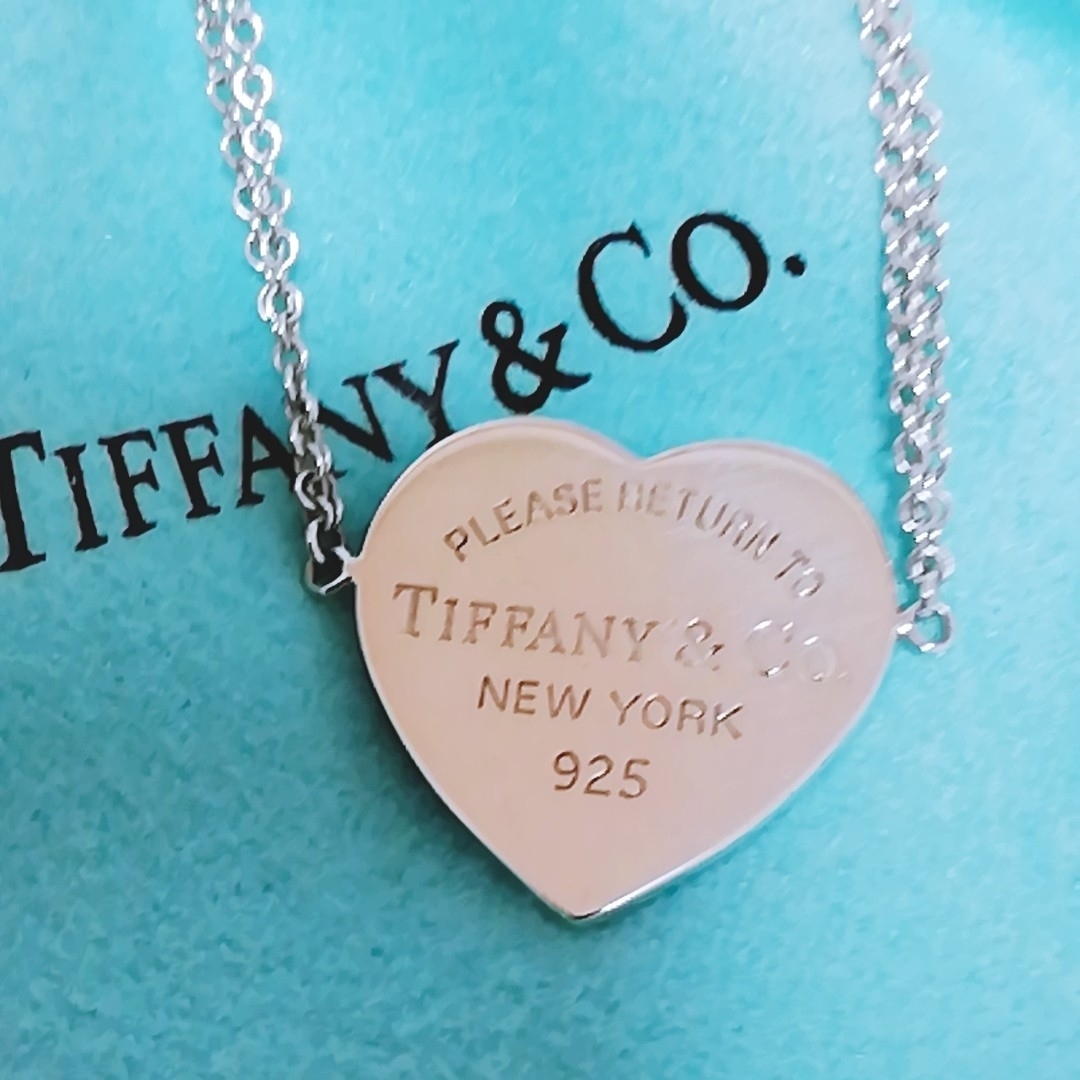 TIFFANY & CO.
PLEASE RETURN TO
TIFFANY & CO.
NEW YORK
925